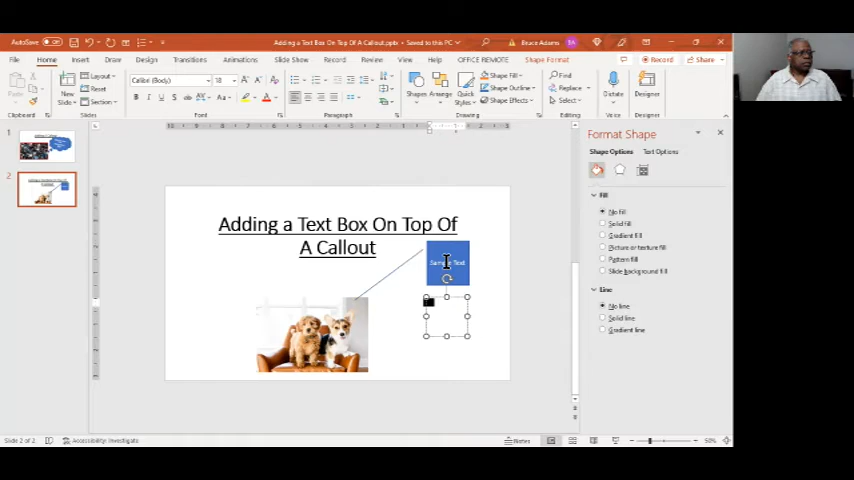 AutoSave Off
Adding a Text Box On Top Of A Callout.pptx - Saved to this PC
Bruce Adams
BA
File Home Insert Draw Design Transitions Animations Slide Show Record Review View Help OFFICE REMOTE Shape Format
Record Share
Paste
Clipboard
New Slide
Layout
Reset
Section
Slides
Calibri (Body) 18
Font
Paragraph
Shapes
Arrange
Quick Styles
Shape Fill
Shape Outline
Shape Effects
Drawing
Find
Replace
Select
Editing
Dictate
Voice
Designer
Designer
1
2
Adding a Text Box On Top Of
A Callout
Sample Text
Format Shape
Shape Options Text Options
Fill
No fill
Solid fill
Gradient fill
Picture or texture fill
Pattern fill
Slide background fill
Line
No line
Solid line
Gradient line
Slide 2 of 2
Accessibility: Investigate
Notes
50%